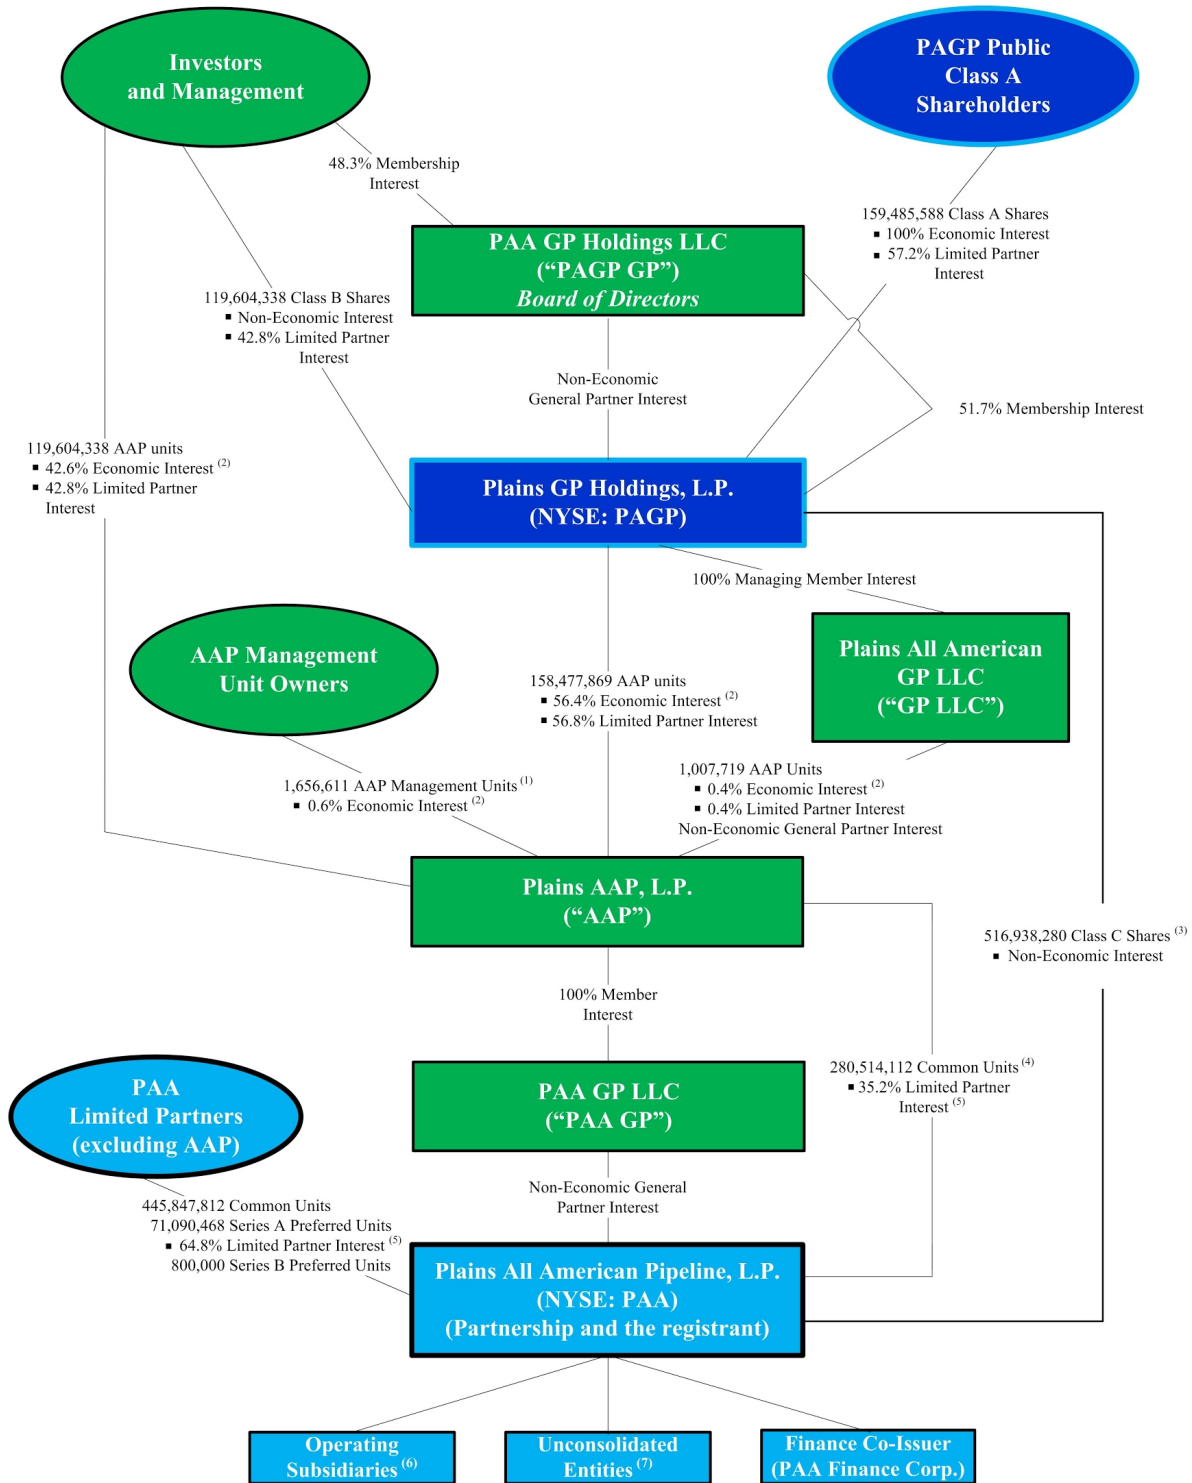 Investors
and Management
PAGP Public
Class A
Shareholders
48.3% Membership
Interest
159,485,588 Class A Shares
▪ 100% Economic Interest
▪ 57.2% Limited Partner
Interest
PAA GP Holdings LLC
(“PAGP GP”)
Board of Directors
119,604,338 Class B Shares
▪ Non-Economic Interest
▪ 42.8% Limited Partner
Interest
Non-Economic
General Partner Interest
51.7% Membership Interest
119,604,338 AAP units
▪ 42.6% Economic Interest (2)
▪ 42.8% Limited Partner
Interest
Plains GP Holdings, L.P.
(NYSE: PAGP)
100% Managing Member Interest
AAP Management
Unit Owners
Plains All American
GP LLC
(“GP LLC”)
158,477,869 AAP units
▪ 56.4% Economic Interest (2)
▪ 56.8% Limited Partner Interest
1,656,611 AAP Management Units (1)
▪ 0.6% Economic Interest (2)
1,007,719 AAP Units
▪ 0.4% Economic Interest (2)
▪ 0.4% Limited Partner Interest
Non-Economic General Partner Interest
Plains AAP, L.P.
(“AAP”)
516,938,280 Class C Shares (3)
▪ Non-Economic Interest
100% Member
Interest
280,514,112 Common Units (4)
▪ 35.2% Limited Partner
Interest (5)
PAA
Limited Partners
(excluding AAP)
PAA GP LLC
(“PAA GP”)
445,847,812 Common Units
71,090,468 Series A Preferred Units
▪ 64.8% Limited Partner Interest (5)
800,000 Series B Preferred Units
Non-Economic General
Partner Interest
Plains All American Pipeline, L.P.
(NYSE: PAA)
(Partnership and the registrant)
Operating
Subsidiaries (6)
Unconsolidated
Entities (7)
Finance Co-Issuer
(PAA Finance Corp.)